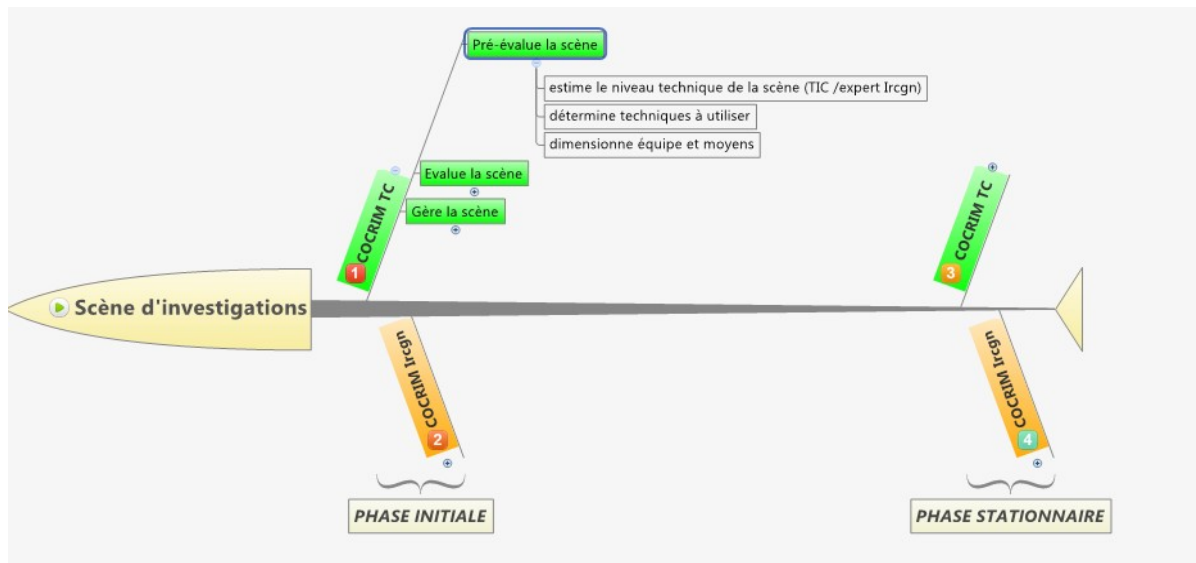 Pré-évalue la scène
estime le niveau technique de la scène (TIC /expert Ircgn)
détermine techniques à utiliser
dimensionne équipe et moyens
Evalue la scène
Gère la scène
COCRIM TC
1
COCRIM TC
3
Scène d'investigations
COCRIM Ircgn
2
COCRIM Ircgn
4
PHASE INITIALE
PHASE STATIONNAIRE